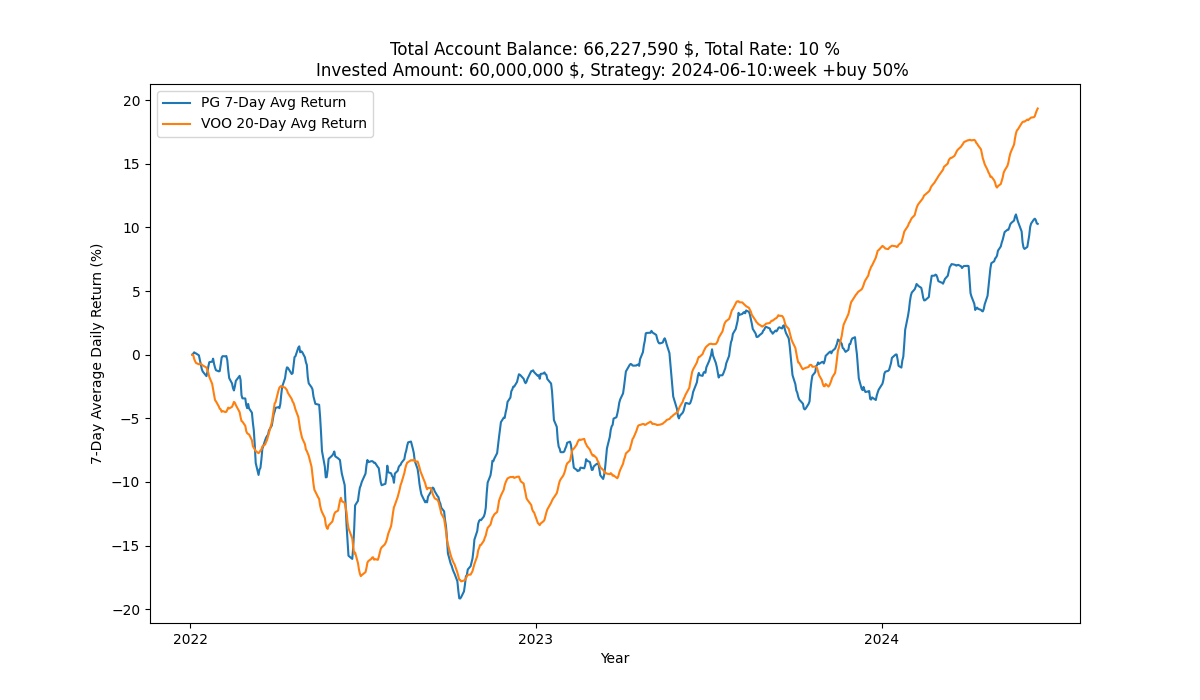 Total Account Balance: 66,227,590 $, Total Rate: 10 %
Invested Amount: 60,000,000 $, Strategy: 2024-06-10:week +buy 50%
PG 7-Day Avg Return
VOO 20-Day Avg Return
7-Day Average Daily Return (%)
20
15
10
5
0
−5
−10
−15
−20
2022
2023
2024
Year